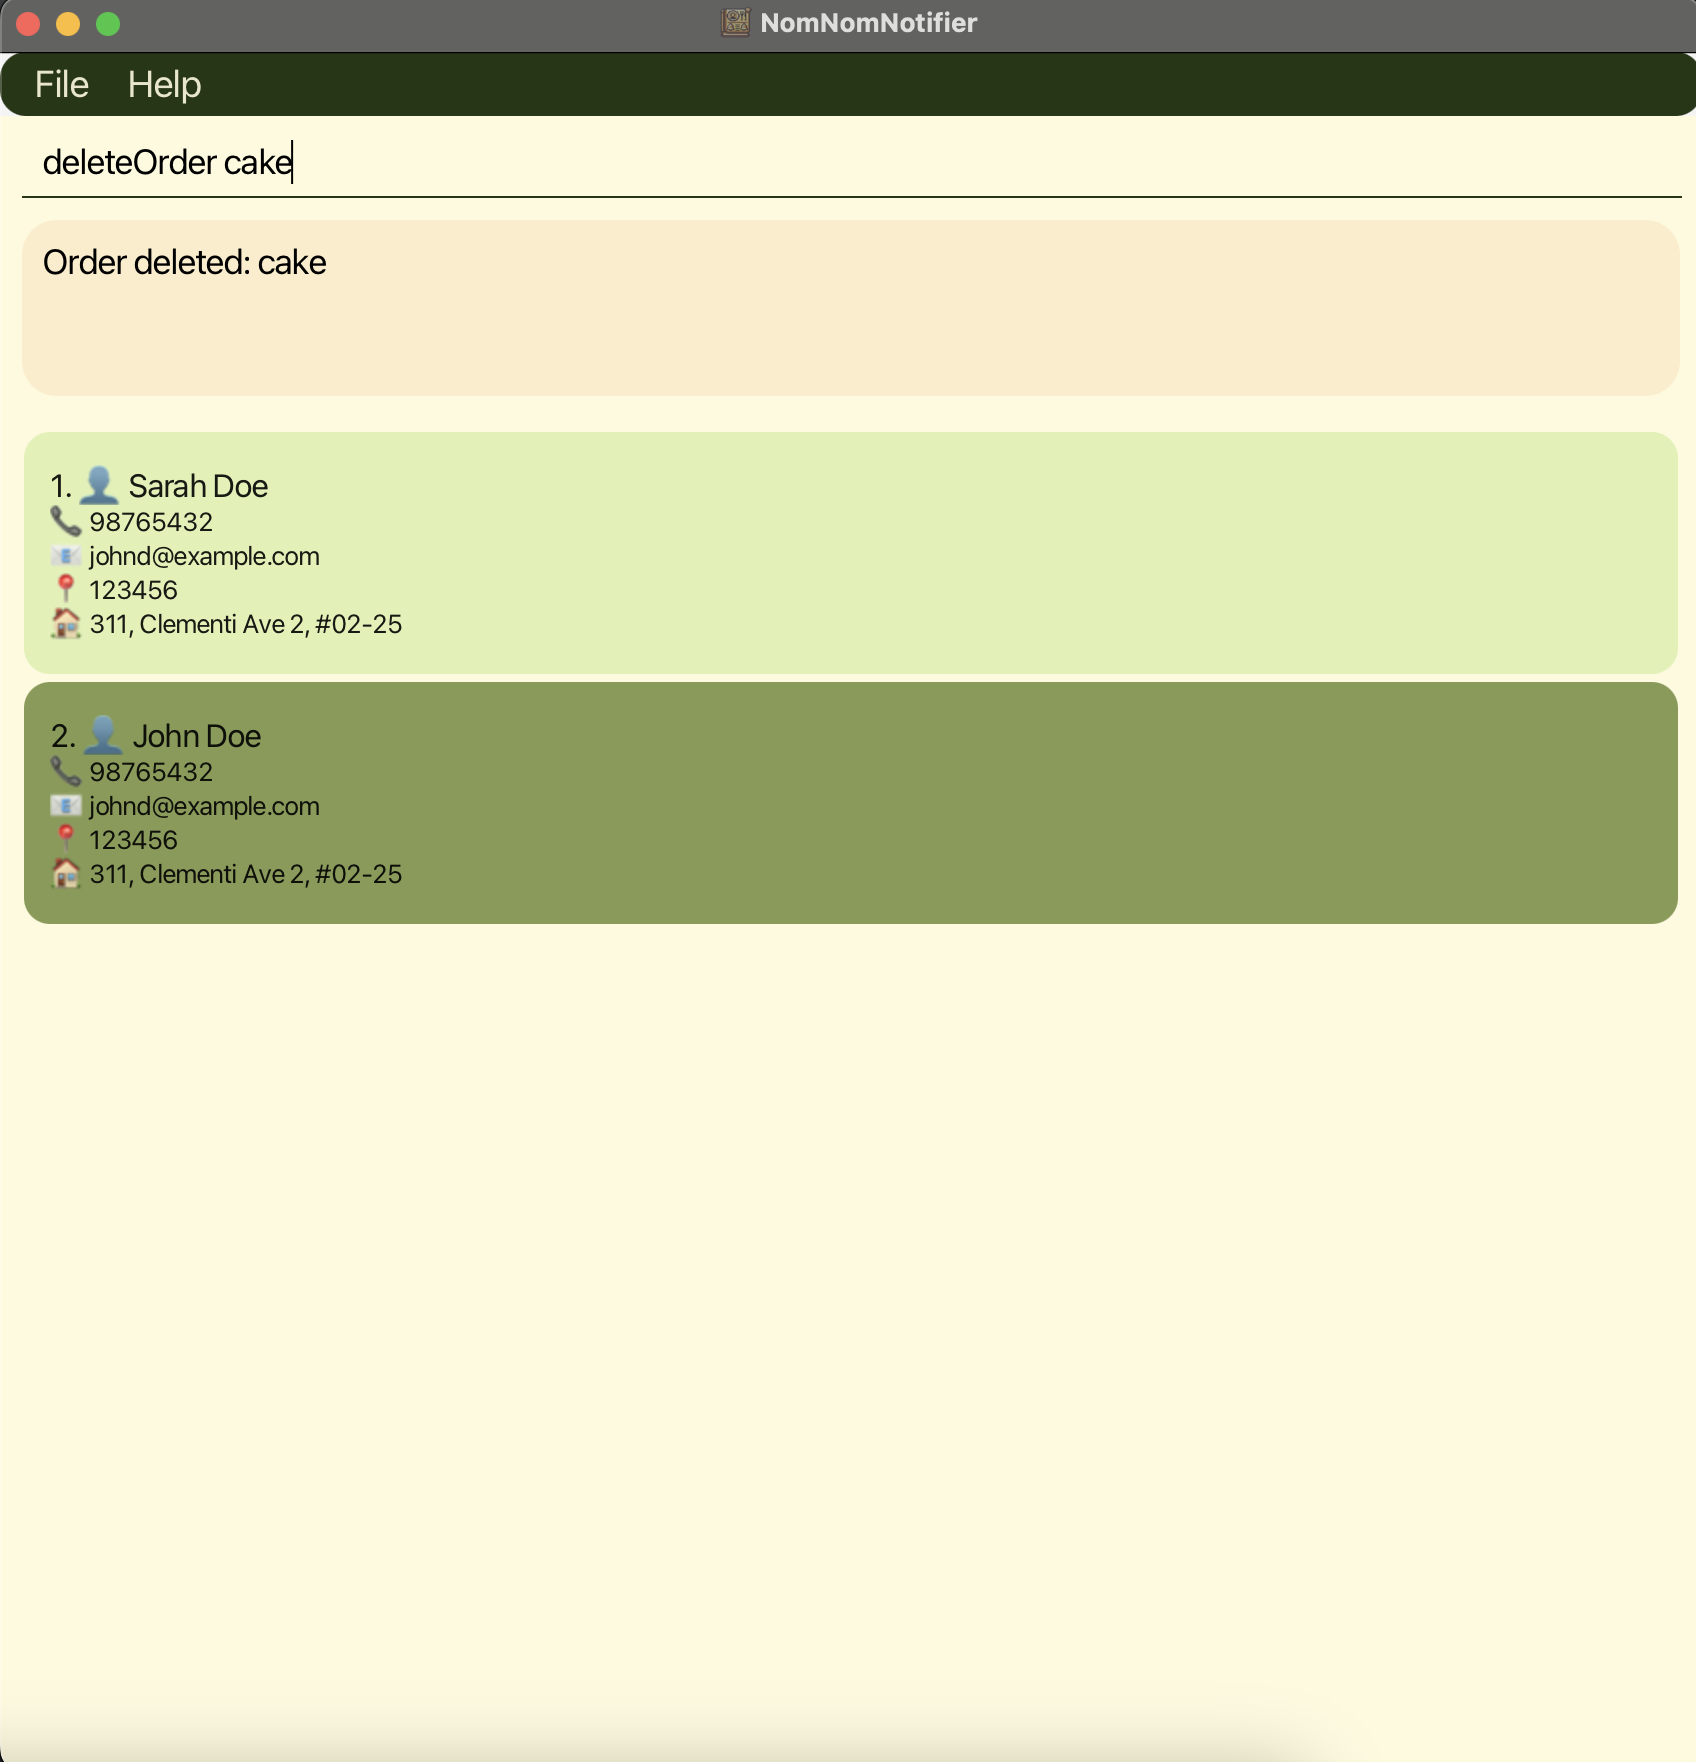 NomNomNotifier
File Help
deleteOrder cake
Order deleted: cake
1. Sarah Doe
98765432
johnd@example.com
123456
311, Clementi Ave 2, #02-25
2. John Doe
98765432
johnd@example.com
123456
311, Clementi Ave 2, #02-25